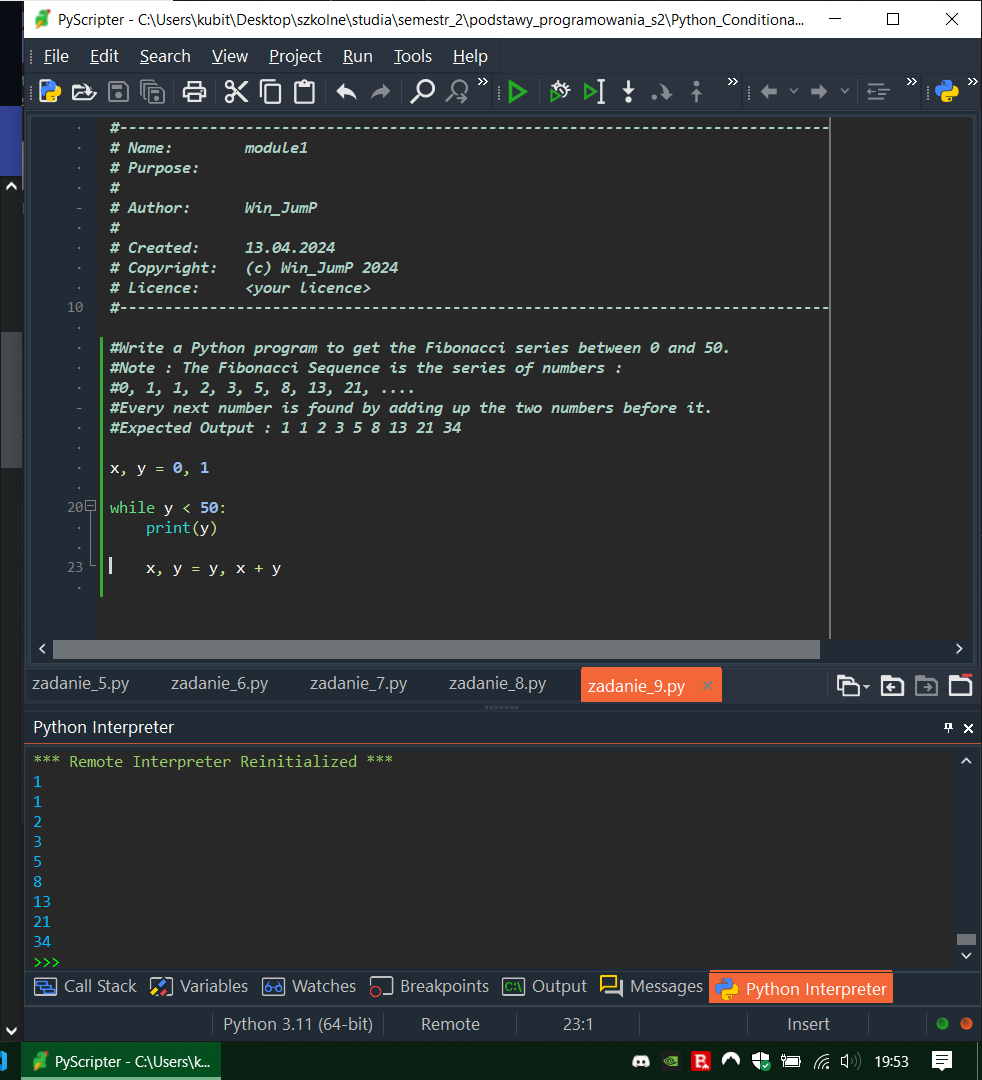 PyScripter - C:\Users\kubit\Desktop\szkolne\studia\semestr_2\podstawy_programowania_s2\Python_Conditiona...
File Edit Search View Project Run Tools Help
#-------------------------------------------------------------------------------
# Name:        module1
# Purpose:
#
# Author:      Win_JumP
#
# Created:     13.04.2024
# Copyright:   (c) Win_JumP 2024
# Licence:     <your licence>
10 #-------------------------------------------------------------------------------
#Write a Python program to get the Fibonacci series between 0 and 50.
#Note : The Fibonacci Sequence is the series of numbers :
#0, 1, 1, 2, 3, 5, 8, 13, 21, ....
#Every next number is found by adding up the two numbers before it.
#Expected Output : 1 1 2 3 5 8 13 21 34
x, y = 0, 1
20 while y < 50:
    print(y)
23     x, y = y, x + y
zadanie_5.py zadanie_6.py zadanie_7.py zadanie_8.py zadanie_9.py
Python Interpreter
*** Remote Interpreter Reinitialized ***
1
1
2
3
5
8
13
21
34
>>>
Call Stack Variables Watches Breakpoints Output Messages Python Interpreter
Python 3.11 (64-bit) Remote 23:1 Insert
PyScripter - C:\Users\k... 19:53